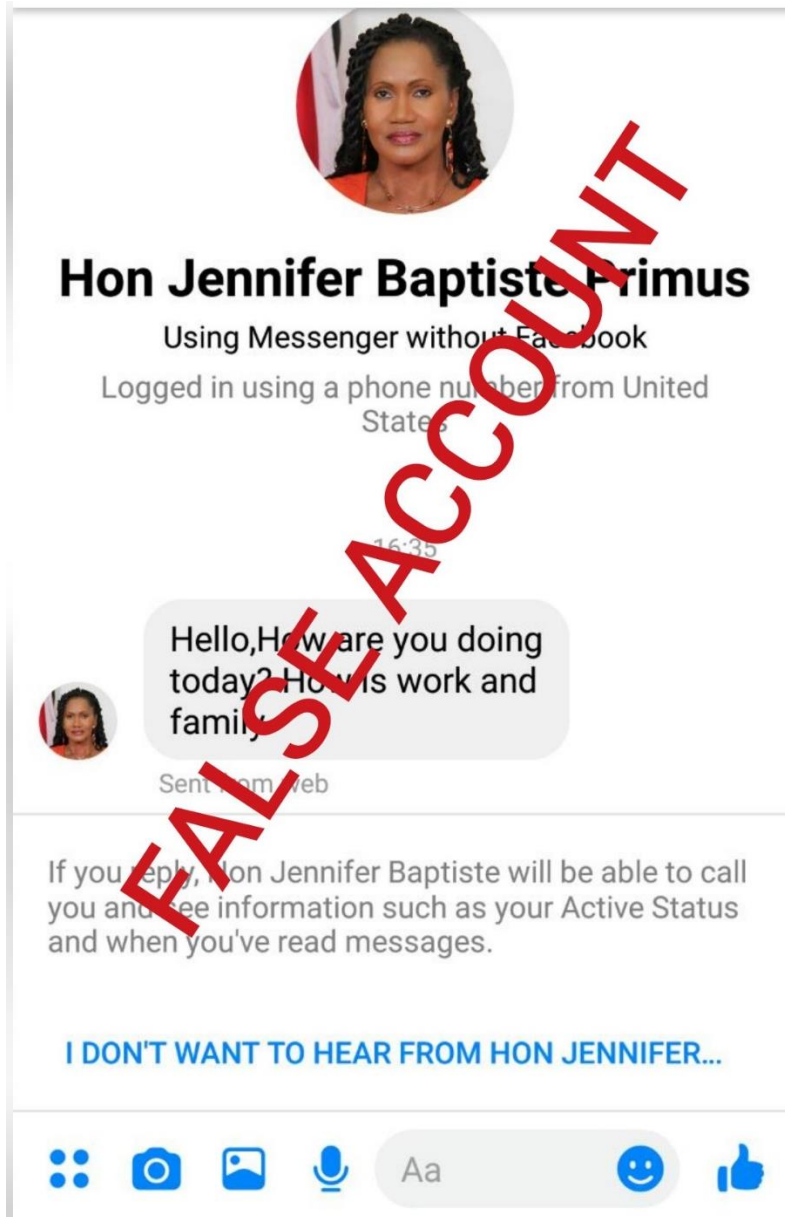 Hon Jennifer Baptiste Primus
Using Messenger without Facebook
Logged in using a phone number from United
States
16:35
Hello,How are you doing
today? How is work and
family
Sent from web
If you reply, Hon Jennifer Baptiste will be able to call
you and see information such as your Active Status
and when you've read messages.
I DON'T WANT TO HEAR FROM HON JENNIFER...
Aa
FALSE ACCOUNT